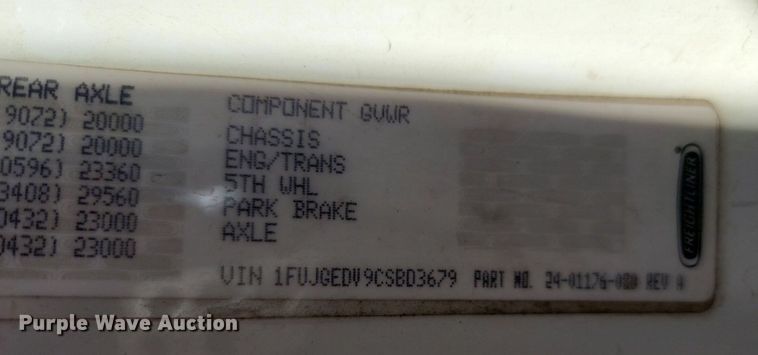 REAR AXLE
9072) 20000
9072) 20000
0596) 23360
3408) 29560
0432) 23000
0432) 23000
COMPONENT GVWR
CHASSIS
ENG/TRANS
5TH WHL
PARK BRAKE
AXLE
VIN 1FUJGEDV9CSBD3679 PART NO. 24-01176-080 REV A
FREIGHTLINER
Purple Wave Auction